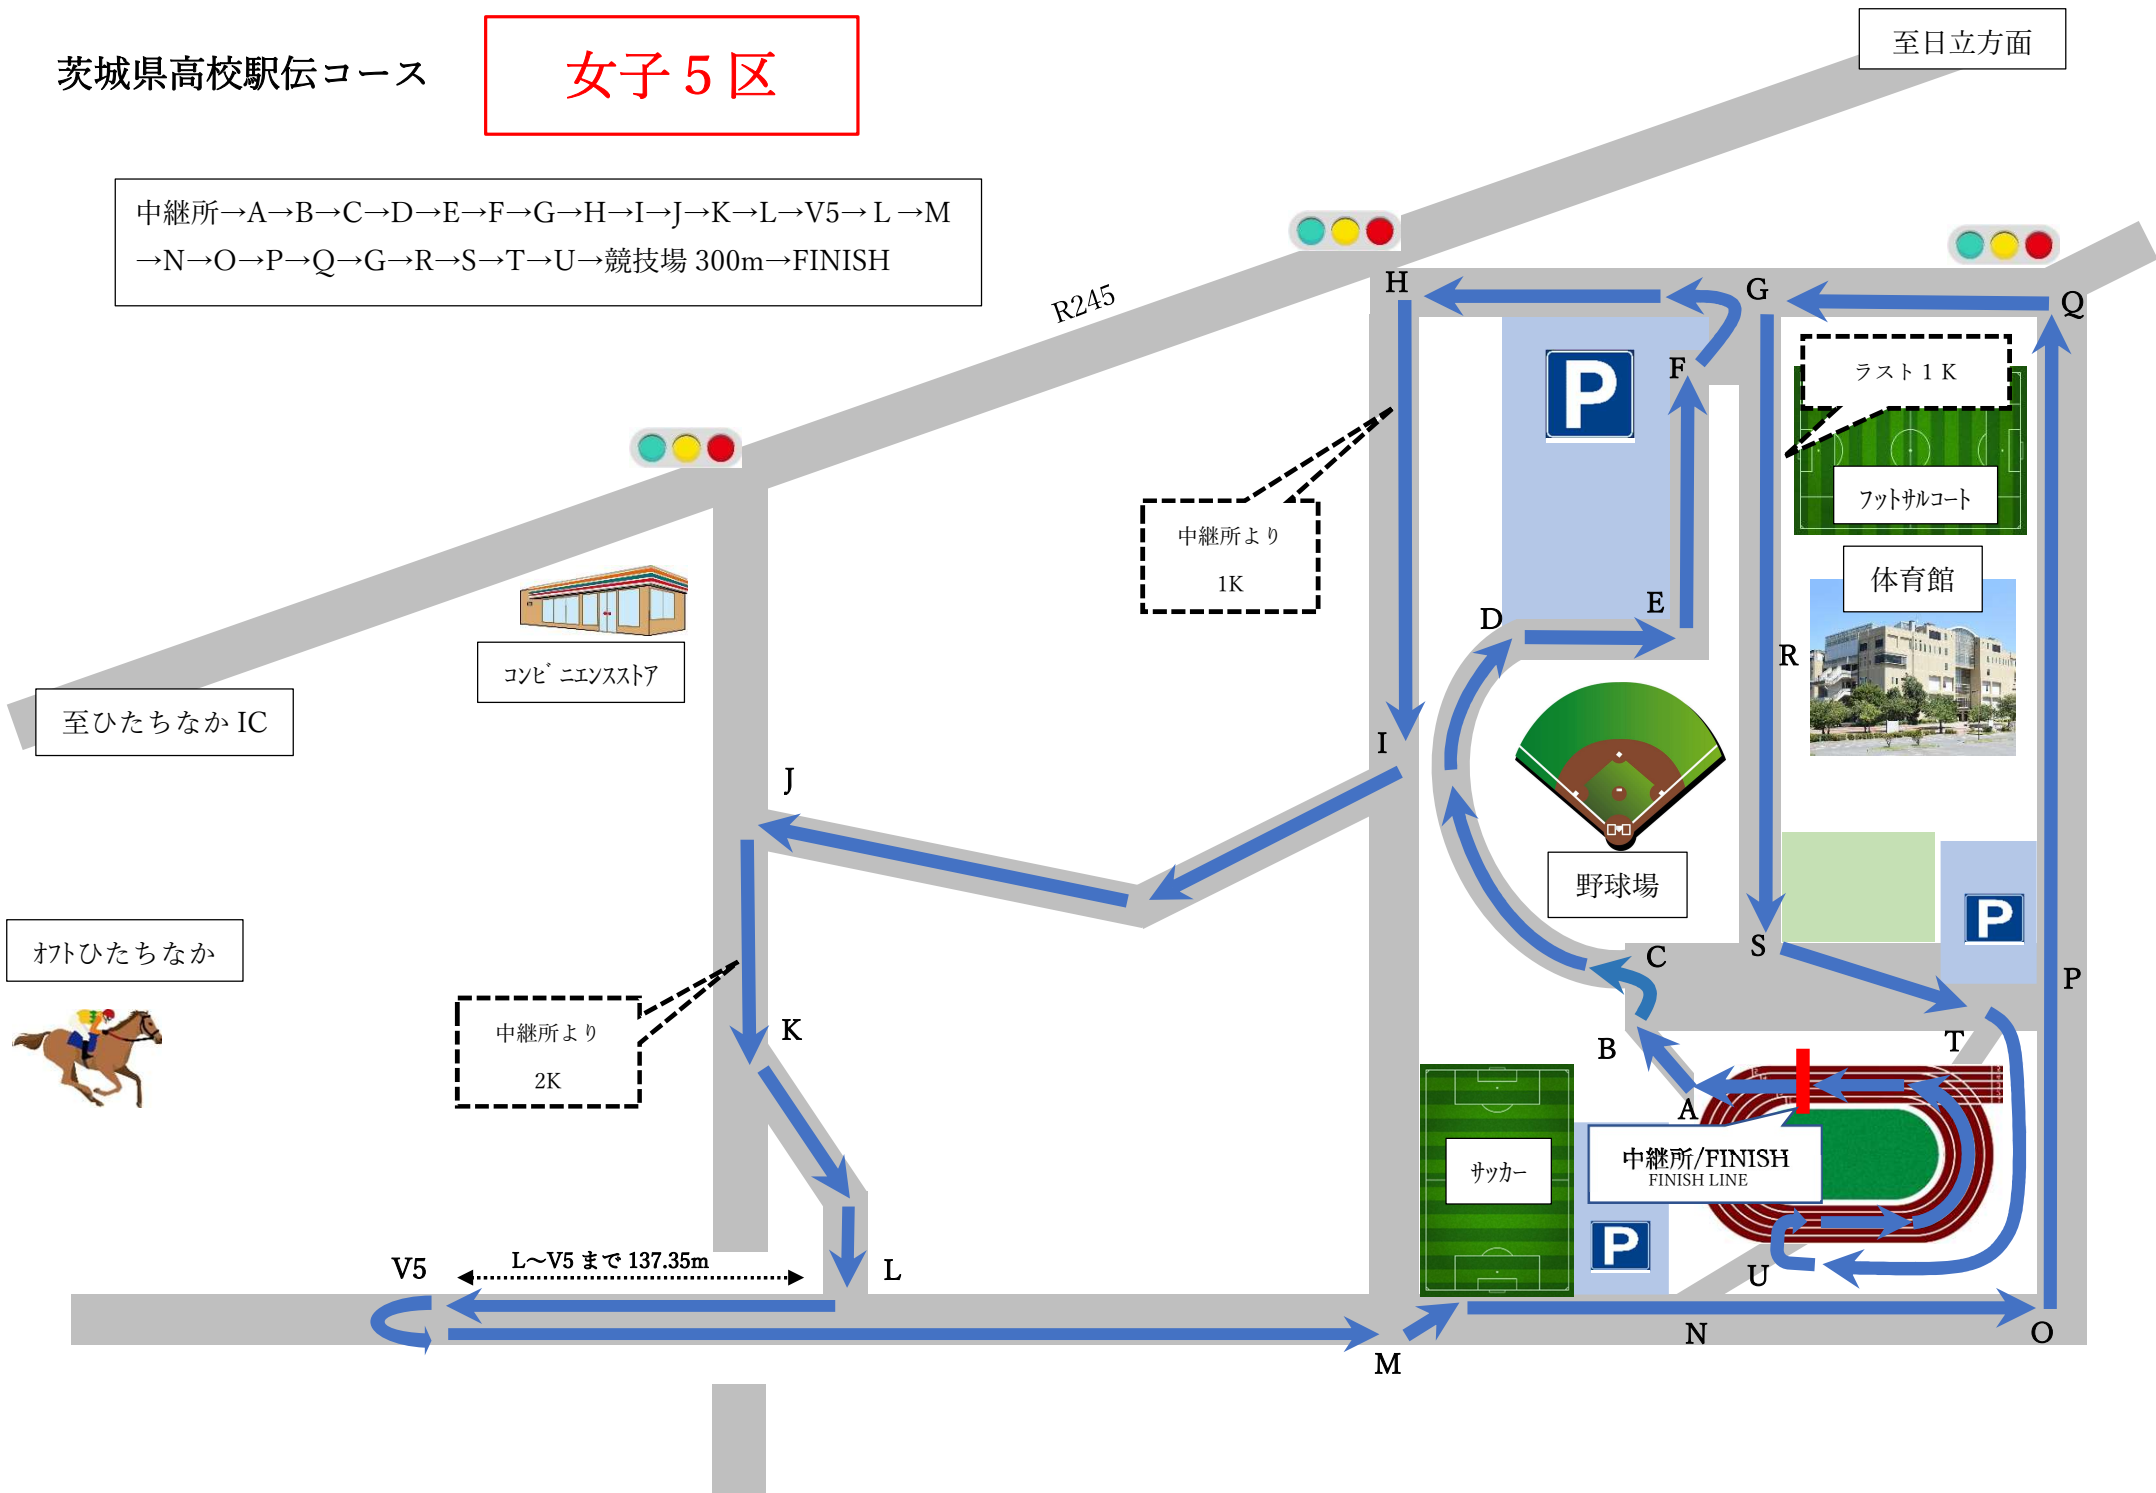 茨城県高校駅伝コース
女子５区
至日立方面
中継所→A→B→C→D→E→F→G→H→I→J→K→L→V5→ L →M
→N→O→P→Q→G→R→S→T→U→競技場 300m→FINISH
R245
H
G
Q
F
P
ラスト 1 K
フットサルコート
中継所より
1K
体育館
D
E
R
コンビニエンスストア
至ひたちなか IC
I
J
野球場
P
オフトひたちなか
C
S
P
中継所より
2K
K
B
T
A
サッカー
中継所/FINISH
FINISH LINE
P
V5
L～V5 まで 137.35m
L
U
N
O
M